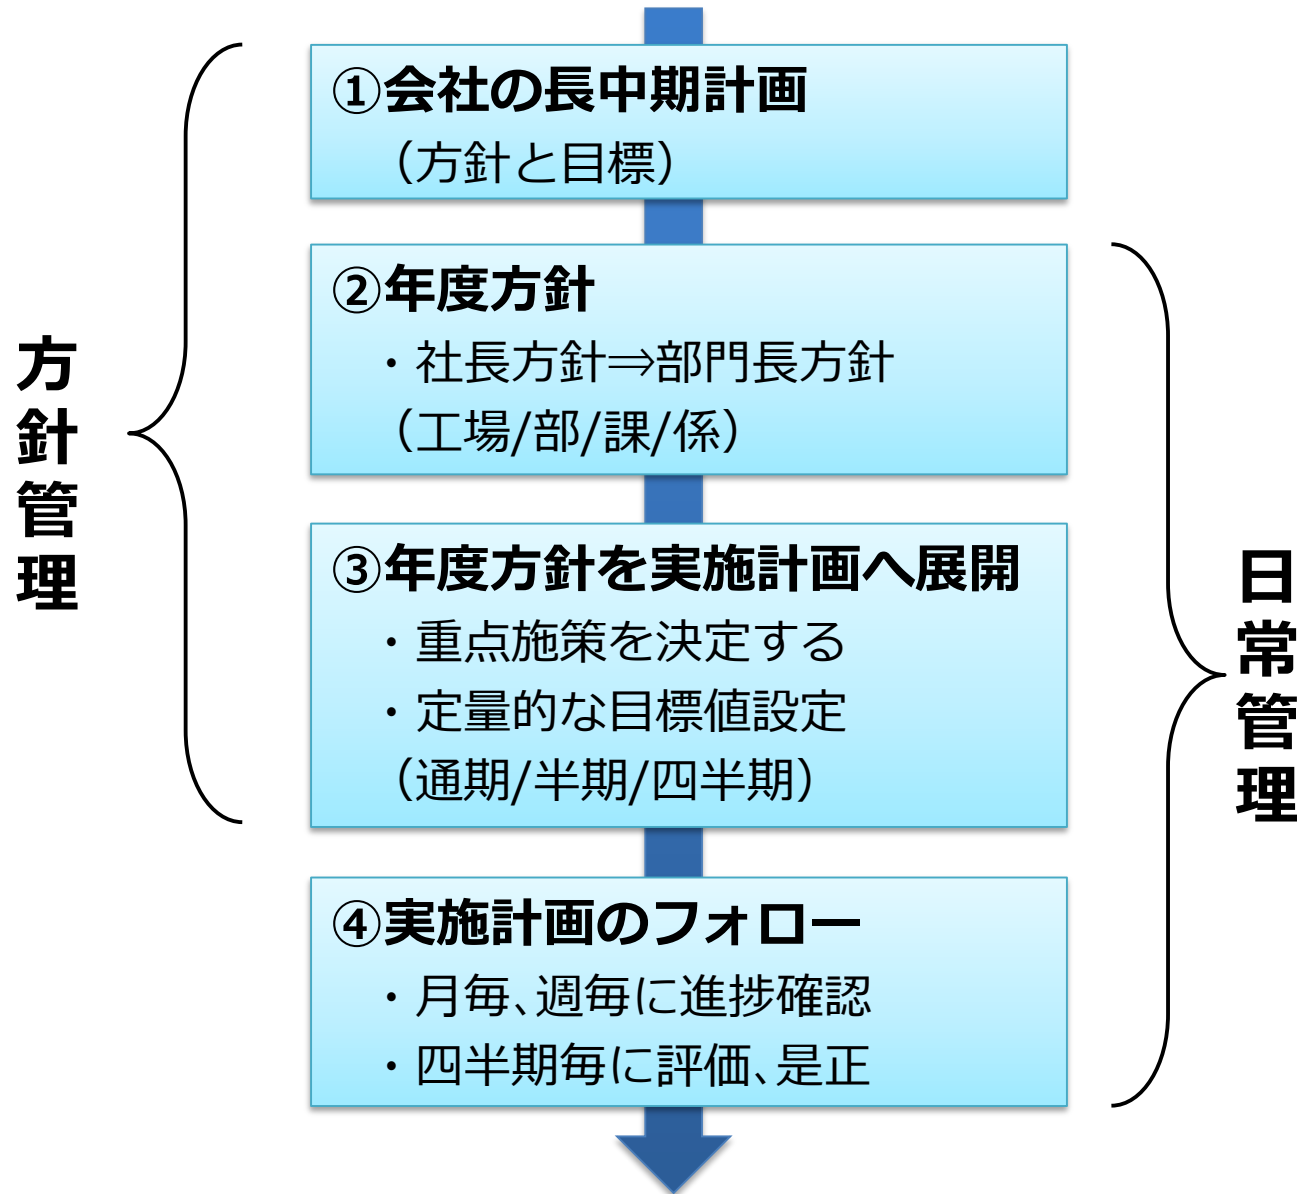 ①会社の長中期計画
（方針と目標）
②年度方針
・社長方針⇒部門長方針
（工場/部/課/係）
③年度方針を実施計画へ展開
・重点施策を決定する
・定量的な目標値設定
（通期/半期/四半期）
④実施計画のフォロー
・月毎、週毎に進捗確認
・四半期毎に評価、是正
方針管理
日常管理